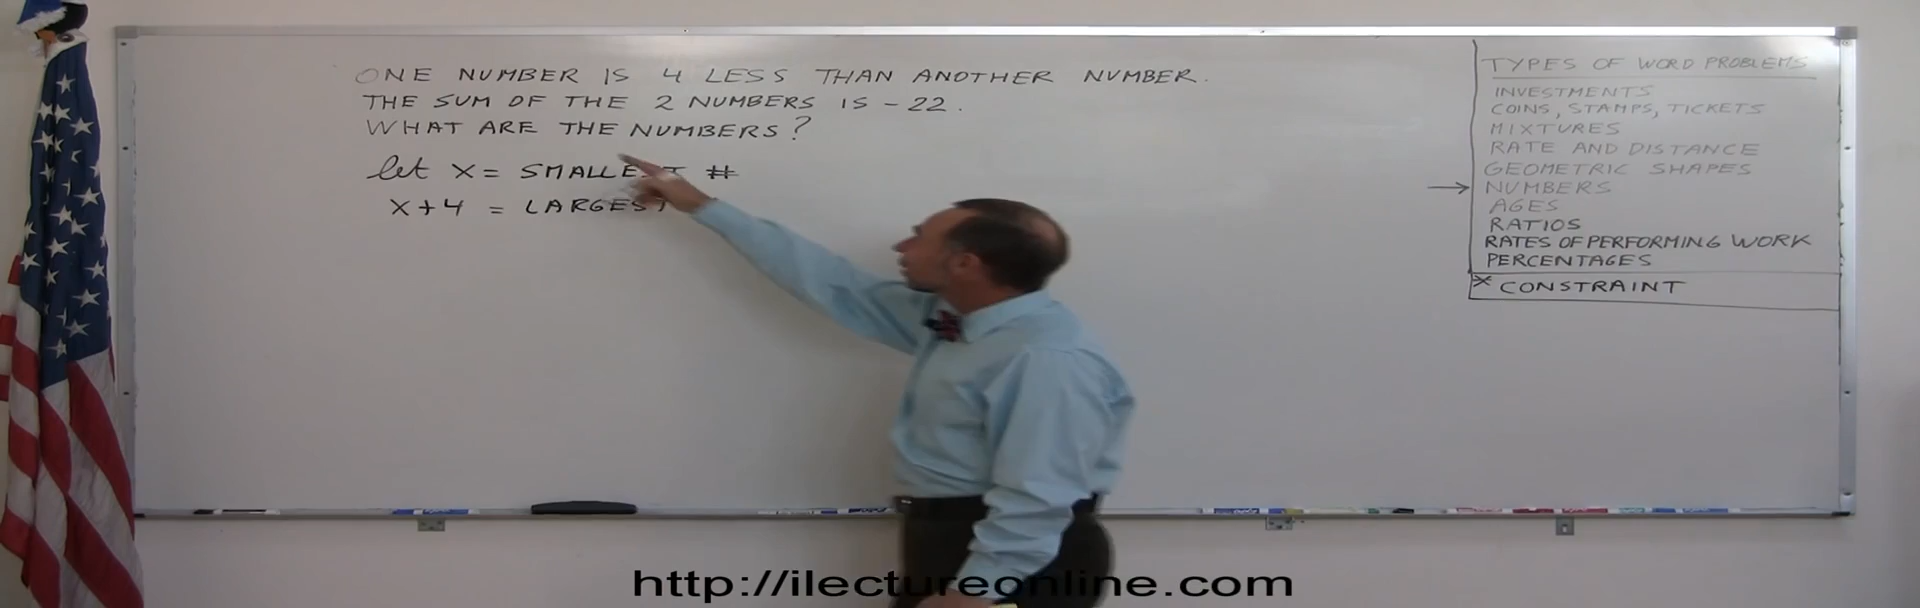 ONE NUMBER IS 4 LESS THAN ANOTHER NUMBER.
THE SUM OF THE 2 NUMBERS IS -22.
WHAT ARE THE NUMBERS?
let x = SMALLEST #
x+4 = LARGEST
TYPES OF WORD PROBLEMS
INVESTMENTS
COINS, STAMPS, TICKETS
MIXTURES
RATE AND DISTANCE
GEOMETRIC SHAPES
→ NUMBERS
AGES
RATIOS
RATES OF PERFORMING WORK
PERCENTAGES
* CONSTRAINT
http://ilectureonline.com